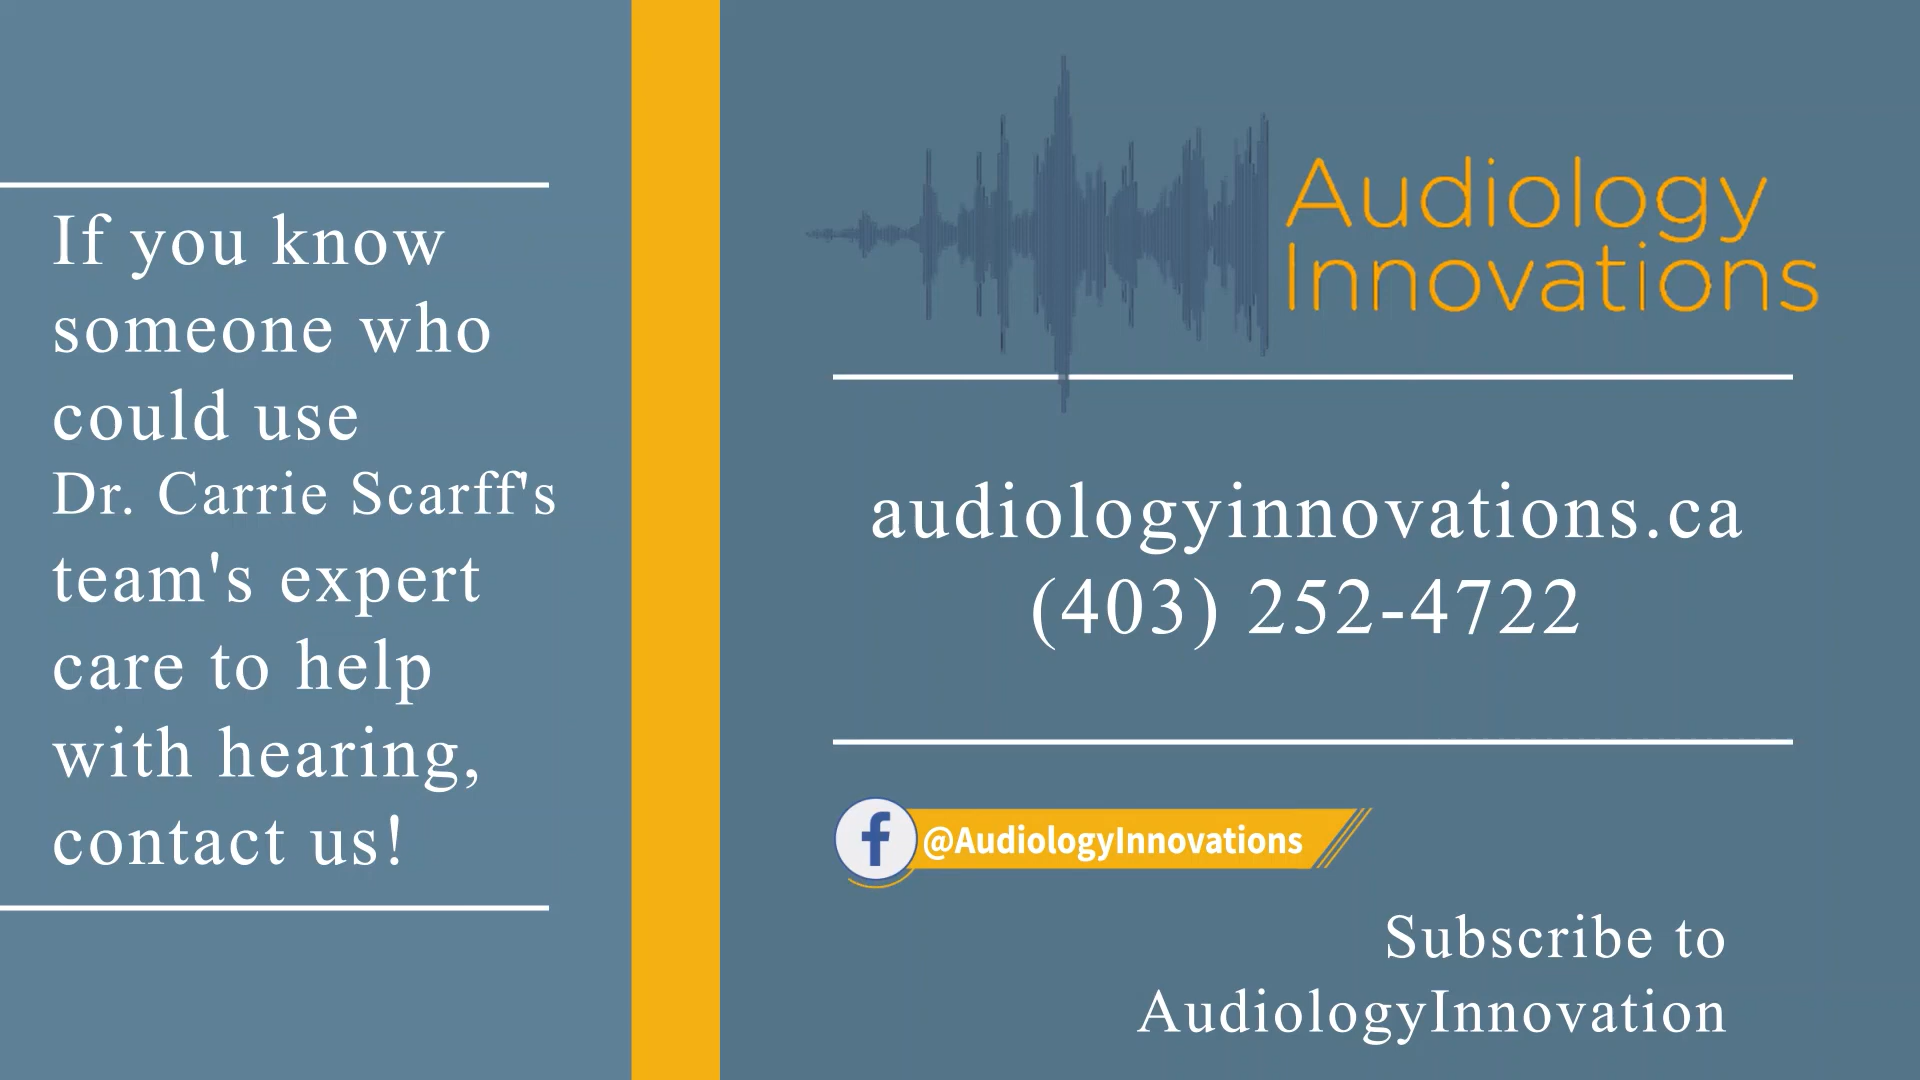 If you know
someone who
could use
Dr. Carrie Scarff's
team's expert
care to help
with hearing,
contact us!
Audiology
Innovations
audiologyinnovations.ca
(403) 252-4722
@AudiologyInnovations
Subscribe to
AudiologyInnovation